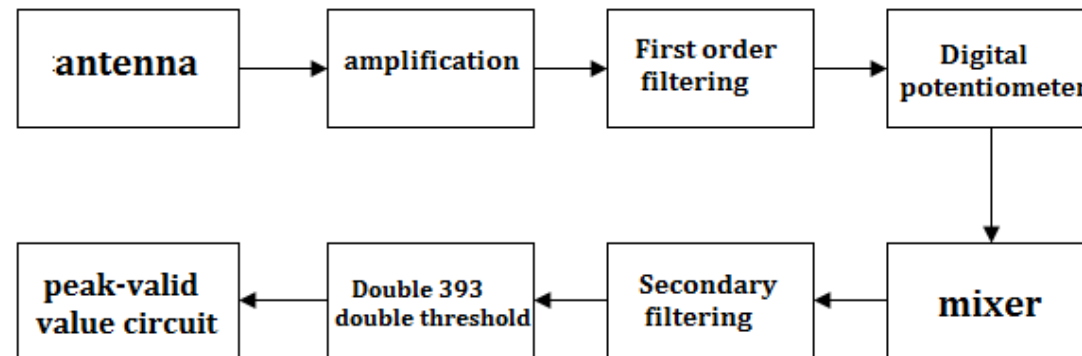 antenna
amplification
First order
filtering
Digital
potentiometer
peak-valid
value circuit
Double 393
double threshold
Secondary
filtering
mixer